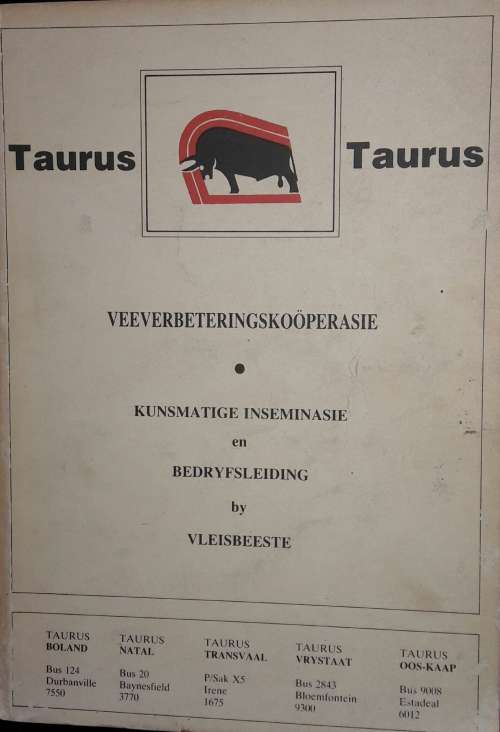 Taurus
Taurus
VEEVERBETERINGSKOÖPERASIE
KUNSMATIGE INSEMINASIE
en
BEDRYFSLEIDING
by
VLEISBEESTE
TAURUS
BOLAND
Bus 124
Durbanville
7550
TAURUS
NATAL
Bus 20
Baynesfield
3770
TAURUS
TRANSVAAL
P/Sak X5
Irene
1675
TAURUS
VRYSTAAT
Bus 2843
Bloemfontein
9300
TAURUS
OOS-KAAP
Bus 9008
Estadeal
6012